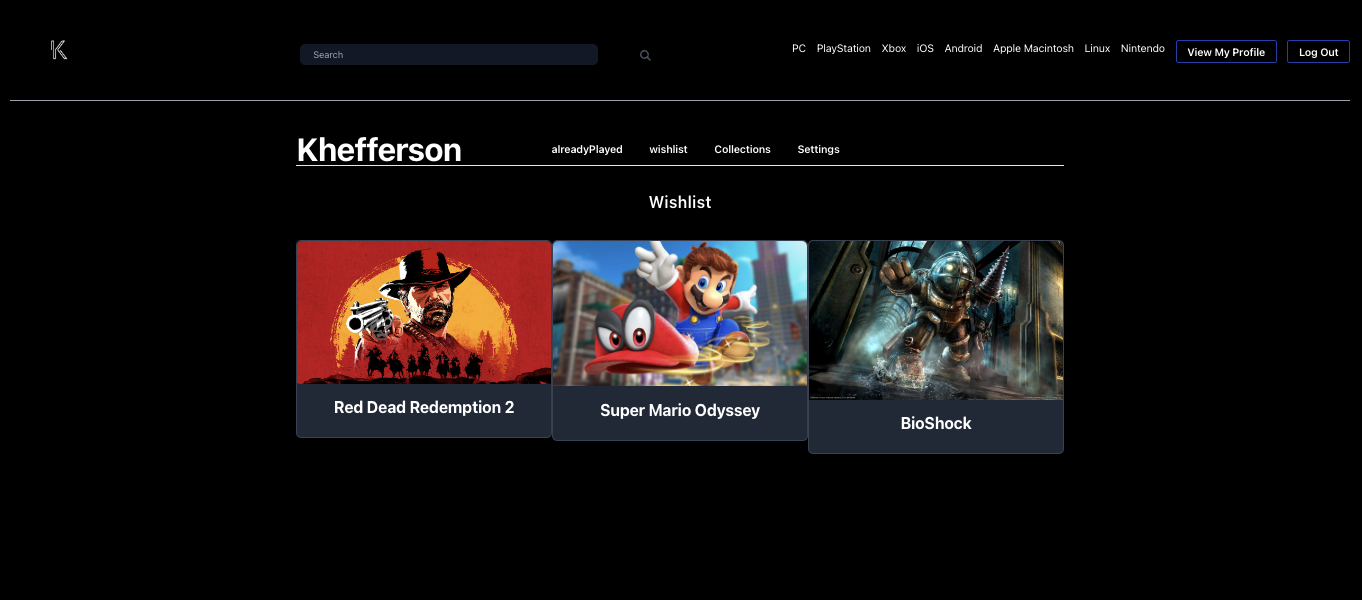 K
Search
PC PlayStation Xbox iOS Android Apple Macintosh Linux Nintendo View My Profile Log Out
Khefferson alreadyPlayed wishlist Collections Settings
Wishlist
Red Dead Redemption 2
Super Mario Odyssey
BioShock